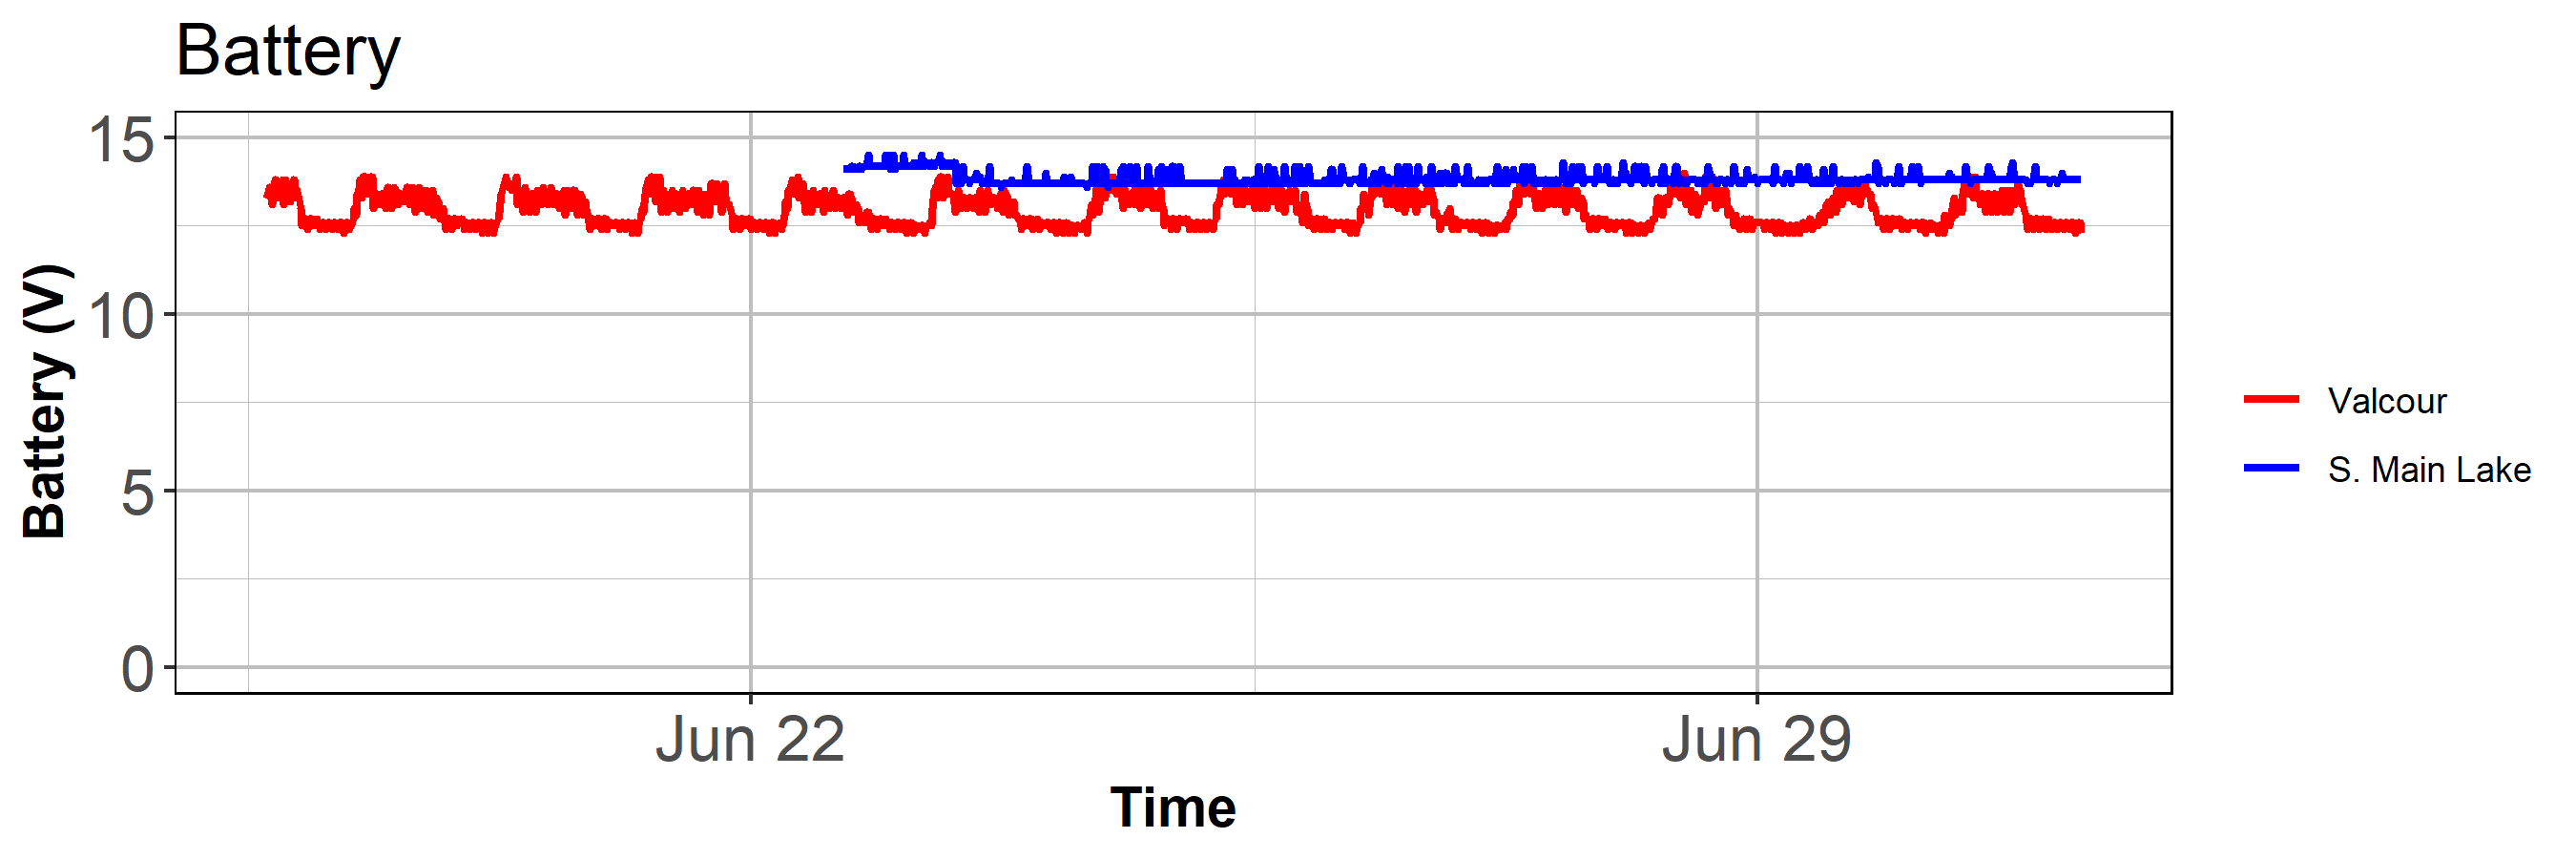 Battery
15
10
5
0
Battery (V)
Jun 22
Jun 29
Time
Valcour
S. Main Lake